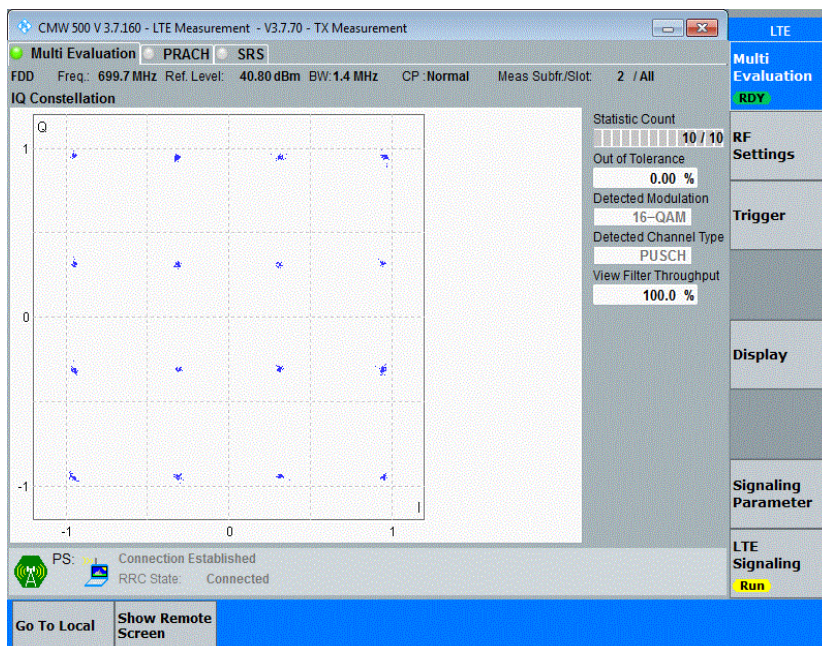 CMW 500 V 3.7.160 - LTE Measurement - V3.7.70 - TX Measurement
Multi Evaluation PRACH SRS
FDD Freq.: 699.7 MHz Ref. Level: 40.80 dBm BW: 1.4 MHz CP : Normal Meas Subfr./Slot: 2 / All
IQ Constellation
Q
1
0
-1
-1 0 1
I
Statistic Count
10 / 10
Out of Tolerance
0.00 %
Detected Modulation
16-QAM
Detected Channel Type
PUSCH
View Filter Throughput
100.0 %
PS: Connection Established
RRC State: Connected
LTE
Multi
Evaluation
RDY
RF
Settings
Trigger
Display
Signaling
Parameter
LTE
Signaling
Run
Go To Local
Show Remote
Screen